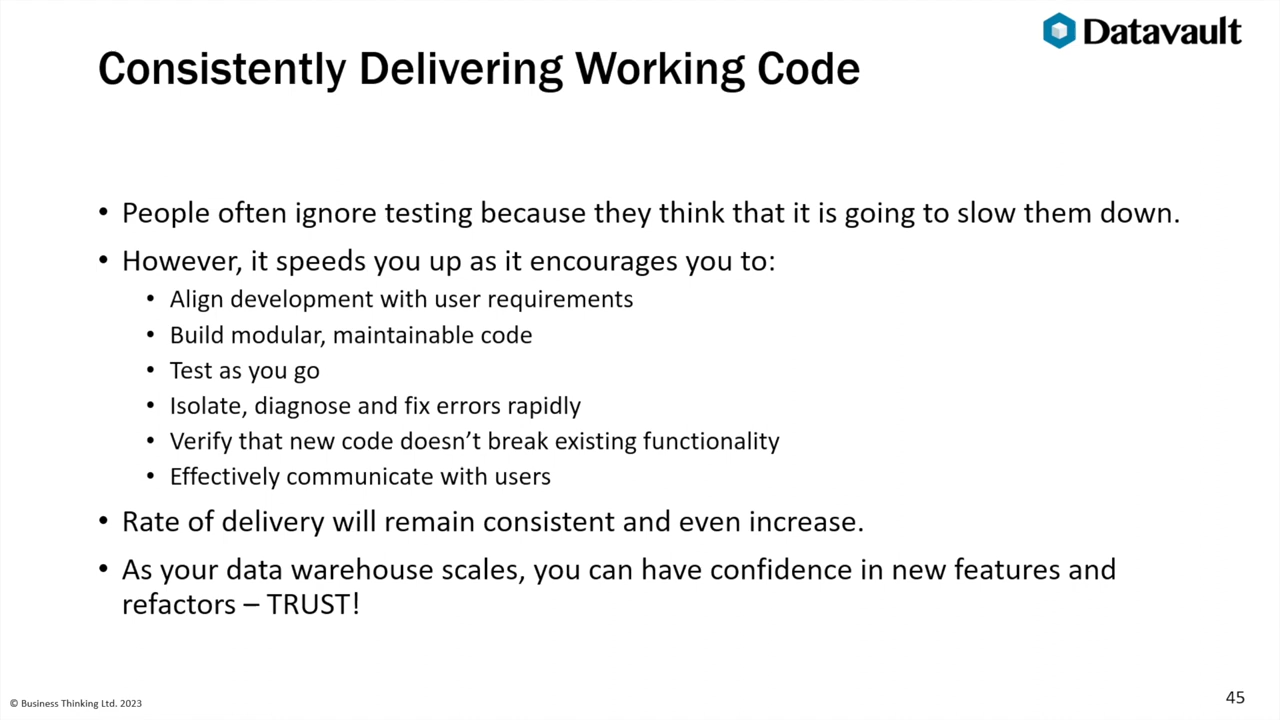 Datavault
Consistently Delivering Working Code
• People often ignore testing because they think that it is going to slow them down.
• However, it speeds you up as it encourages you to:
• Align development with user requirements
• Build modular, maintainable code
• Test as you go
• Isolate, diagnose and fix errors rapidly
• Verify that new code doesn’t break existing functionality
• Effectively communicate with users
• Rate of delivery will remain consistent and even increase.
• As your data warehouse scales, you can have confidence in new features and
refactors – TRUST!
© Business Thinking Ltd. 2023
45